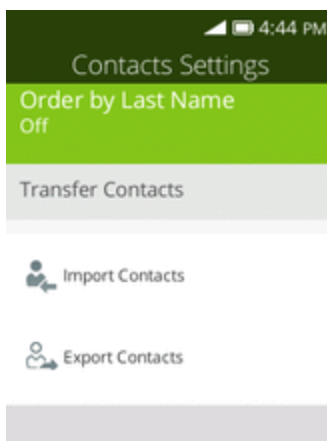 4:44 PM
Contacts Settings
Order by Last Name
Off
Transfer Contacts
Import Contacts
Export Contacts